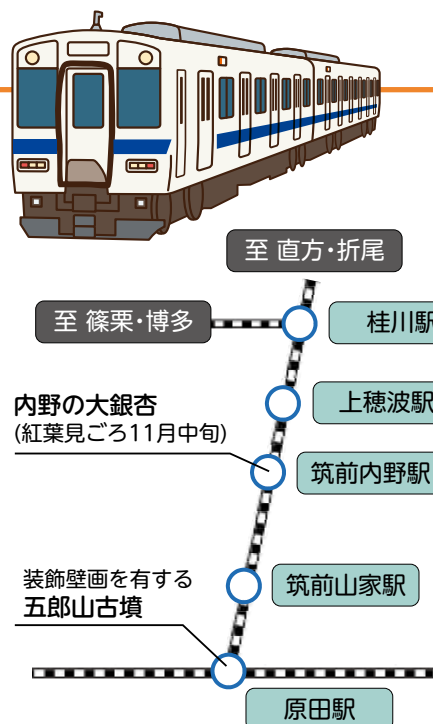 至 直方・折尾
至 篠栗・博多
桂川駅
内野の大銀杏
(紅葉見ごろ11月中旬)
上穂波駅
筑前内野駅
装飾壁画を有する
五郎山古墳
筑前山家駅
原田駅